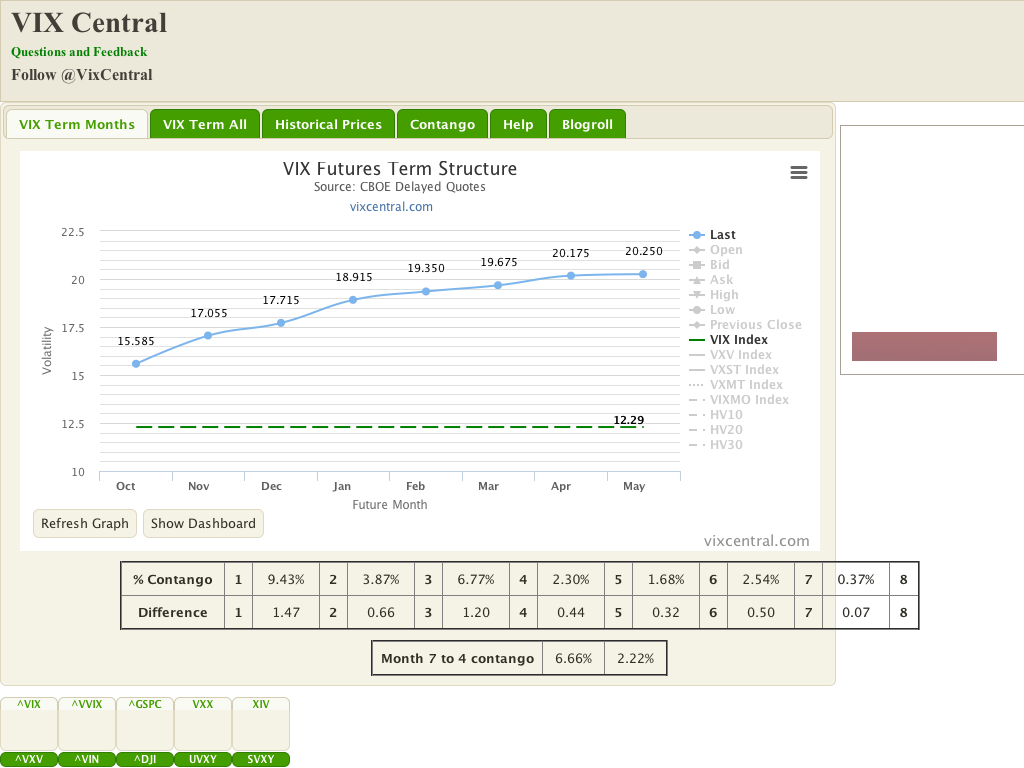 VIX Central
Questions and Feedback
Follow @VixCentral
VIX Term Months
VIX Term All
Historical Prices
Contango
Help
Blogroll
VIX Futures Term Structure
Source: CBOE Delayed Quotes
vixcentral.com
Volatility
22.5
20
17.5
15
12.5
10
15.585
17.055
17.715
18.915
19.350
19.675
20.175
20.250
12.29
Oct Nov Dec Jan Feb Mar Apr May
Future Month
Last
Open
Bid
Ask
High
Low
Previous Close
VIX Index
VXV Index
VXST Index
VXMT Index
VIXMO Index
HV10
HV20
HV30
Refresh Graph
Show Dashboard
vixcentral.com
% Contango 1 9.43% 2 3.87% 3 6.77% 4 2.30% 5 1.68% 6 2.54% 7 0.37% 8
Difference 1 1.47 2 0.66 3 1.20 4 0.44 5 0.32 6 0.50 7 0.07 8
Month 7 to 4 contango 6.66% 2.22%
^VIX ^VVIX ^GSPC VXX XIV
^VXV ^VIN ^DJI UVXY SVXY